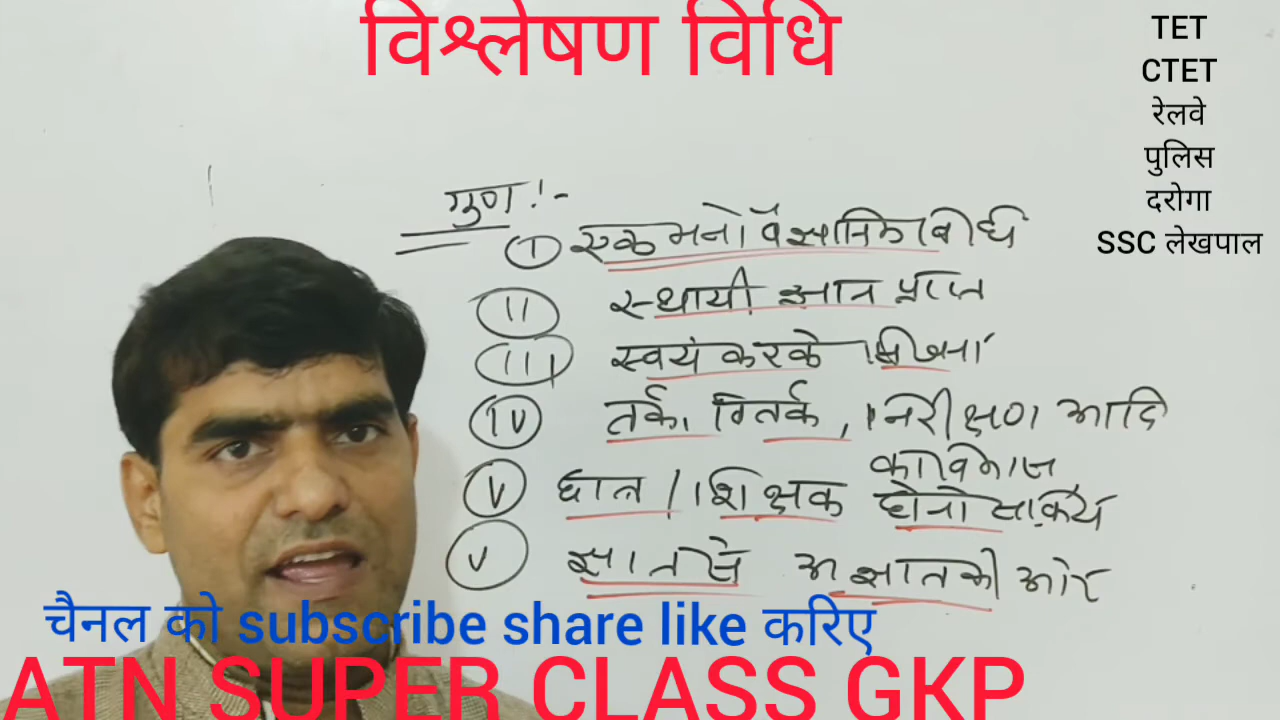 विश्लेषण विधि
TET
CTET
रेलवे
पुलिस
दरोगा
SSC लेखपाल
गुण :-
I एक मनोवैज्ञानिक विधि
II स्थायी ज्ञान प्राप्त
III स्वयं करके सिखना
IV तर्क, वितर्क, निरीक्षण आदि
का विकास
V छात्र / शिक्षक दोनो सक्रिय
V ज्ञात से अज्ञात की ओर
चैनल को subscribe share like करिए
ATN SUPER CLASS GKP